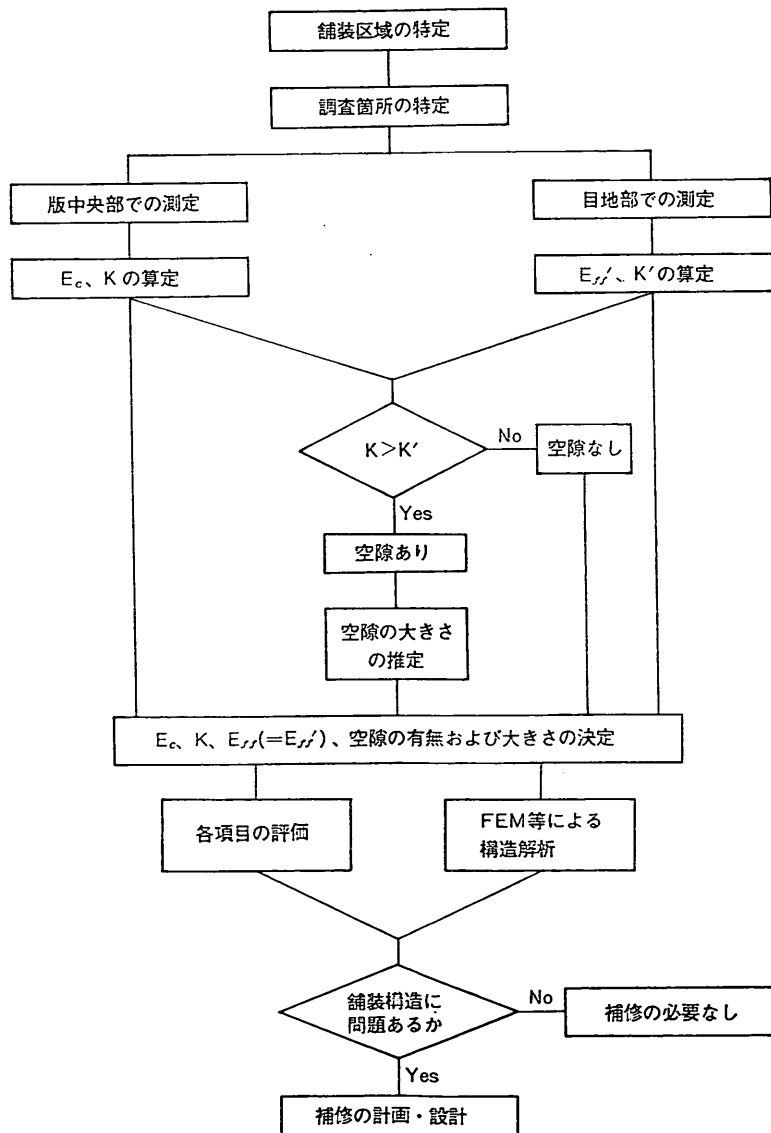 舗装区域の特定
調査箇所の特定
版中央部での測定
目地部での測定
Ec、Kの算定
Eff′、K′の算定
K>K′
No
空隙なし
Yes
空隙あり
空隙の大きさ
の推定
Ec、K、Eff(=Eff′)、空隙の有無および大きさの決定
各項目の評価
FEM等による
構造解析
舗装構造に
問題あるか
No
補修の必要なし
Yes
補修の計画・設計